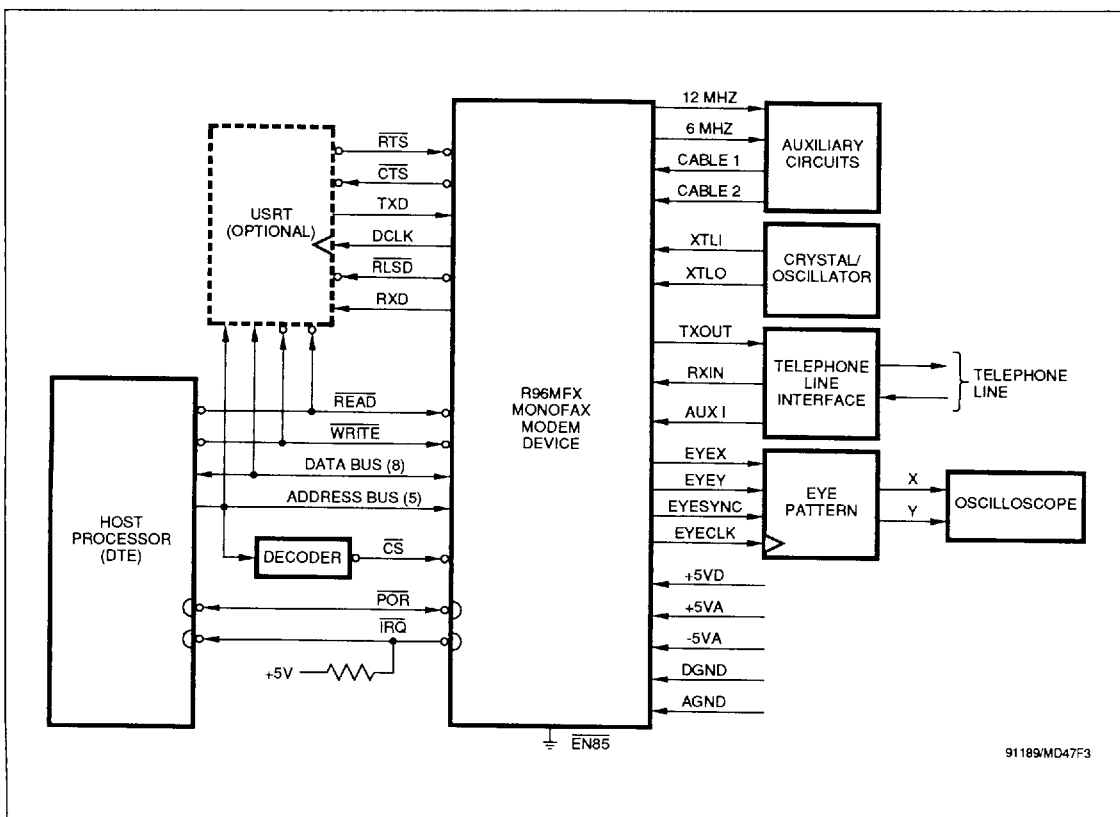 RTS
CTS
TXD
DCLK
RLSD
RXD
USRT
(OPTIONAL)
READ
WRITE
DATA BUS (8)
ADDRESS BUS (5)
HOST
PROCESSOR
(DTE)
DECODER
CS
POR
IRQ
+5V
R96MFX
MONOFAX
MODEM
DEVICE
EN85
12 MHZ
6 MHZ
CABLE 1
CABLE 2
AUXILIARY
CIRCUITS
XTLI
XTLO
CRYSTAL/
OSCILLATOR
TXOUT
RXIN
AUX I
TELEPHONE
LINE
INTERFACE
TELEPHONE
LINE
EYEX
EYEY
EYESYNC
EYECLK
EYE
PATTERN
X
Y
OSCILLOSCOPE
+5VD
+5VA
-5VA
DGND
AGND
91189/MD47F3